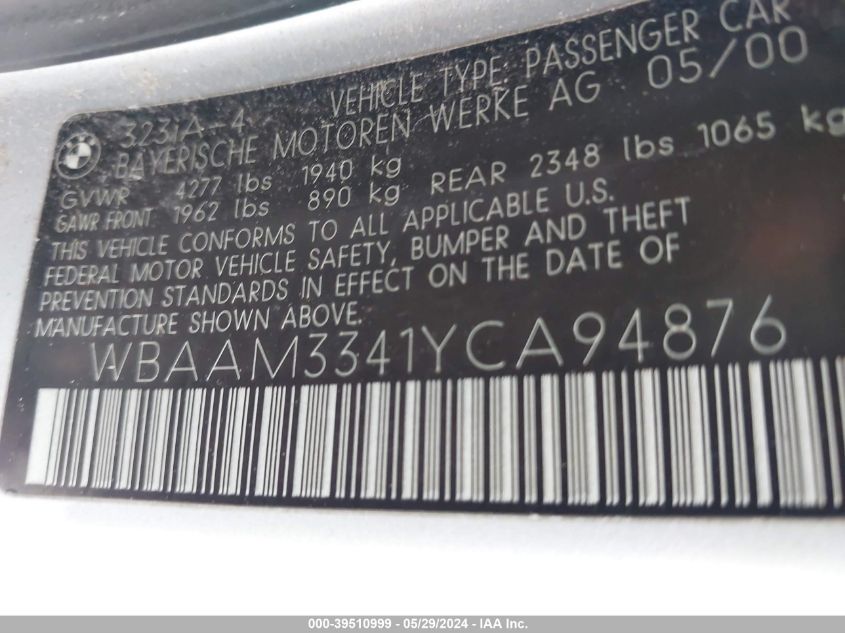 BMW
323iA-4 VEHICLE TYPE: PASSENGER CAR
BAYERISCHE MOTOREN WERKE AG 05/00
GVWR 4277 lbs 1940 kg
GAWR FRONT 1962 lbs 890 kg REAR 2348 lbs 1065 kg
THIS VEHICLE CONFORMS TO ALL APPLICABLE U.S.
FEDERAL MOTOR VEHICLE SAFETY, BUMPER AND THEFT
PREVENTION STANDARDS IN EFFECT ON THE DATE OF
MANUFACTURE SHOWN ABOVE.
WBAAM3341YCA94876
000-39510999 - 05/29/2024 - IAA Inc.